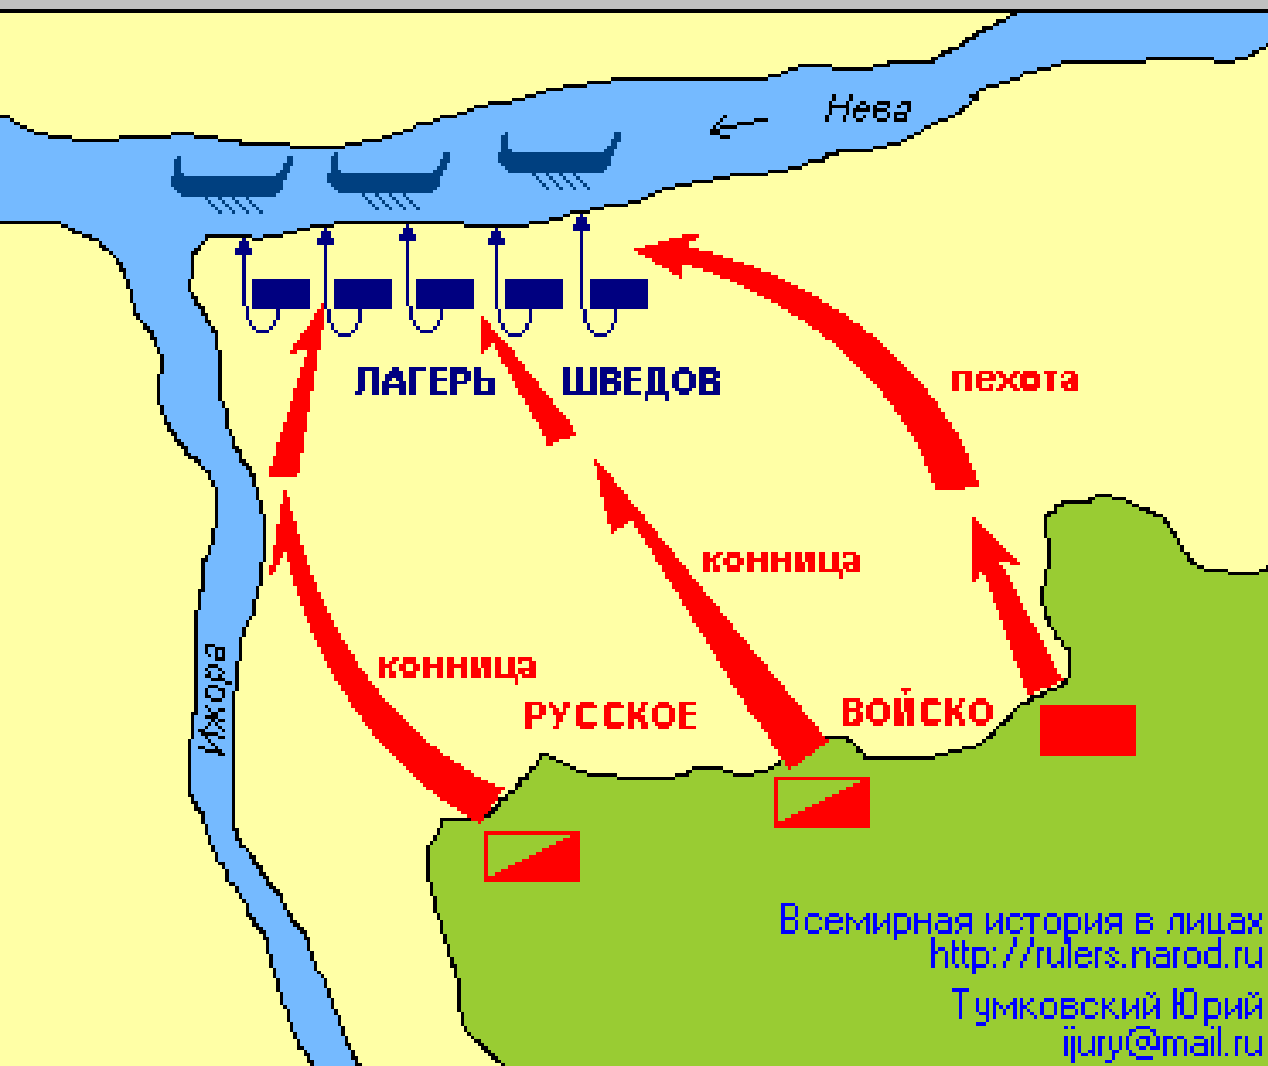 Нева
ЛАГЕРЬ ШВЕДОВ
пехота
конница
конница
Ижора
РУССКОЕ ВОЙСКО
Всемирная история в лицах
http://rulers.narod.ru
Тумковский Юрий
ijury@mail.ru